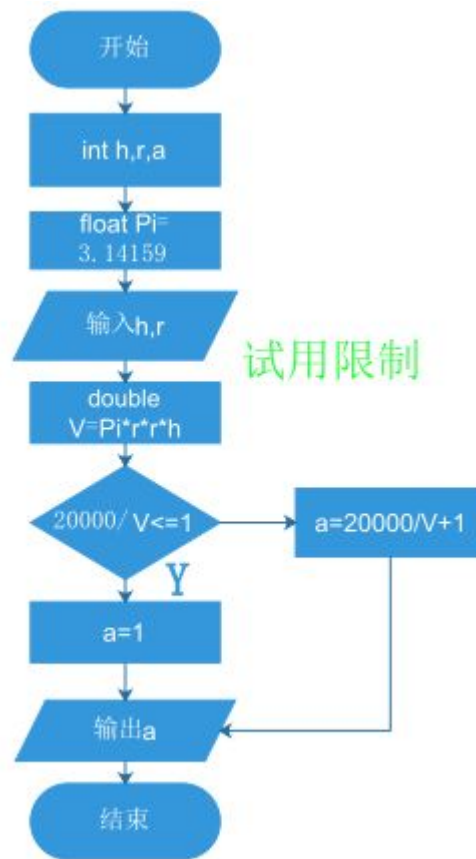 开始
int h,r,a
float Pi=
3.14159
输入h,r
试用限制
double
V=Pi*r*r*h
20000/ V<=1
a=20000/V+1
Y
a=1
输出a
结束